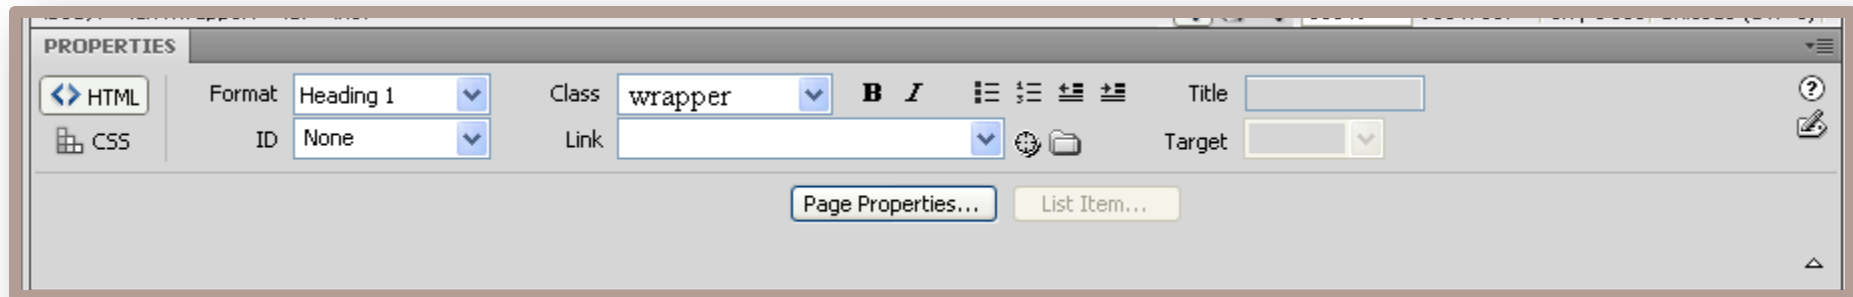 PROPERTIES
HTML Format Heading 1 Class wrapper B I Title
CSS ID None Link Target
Page Properties... List Item...